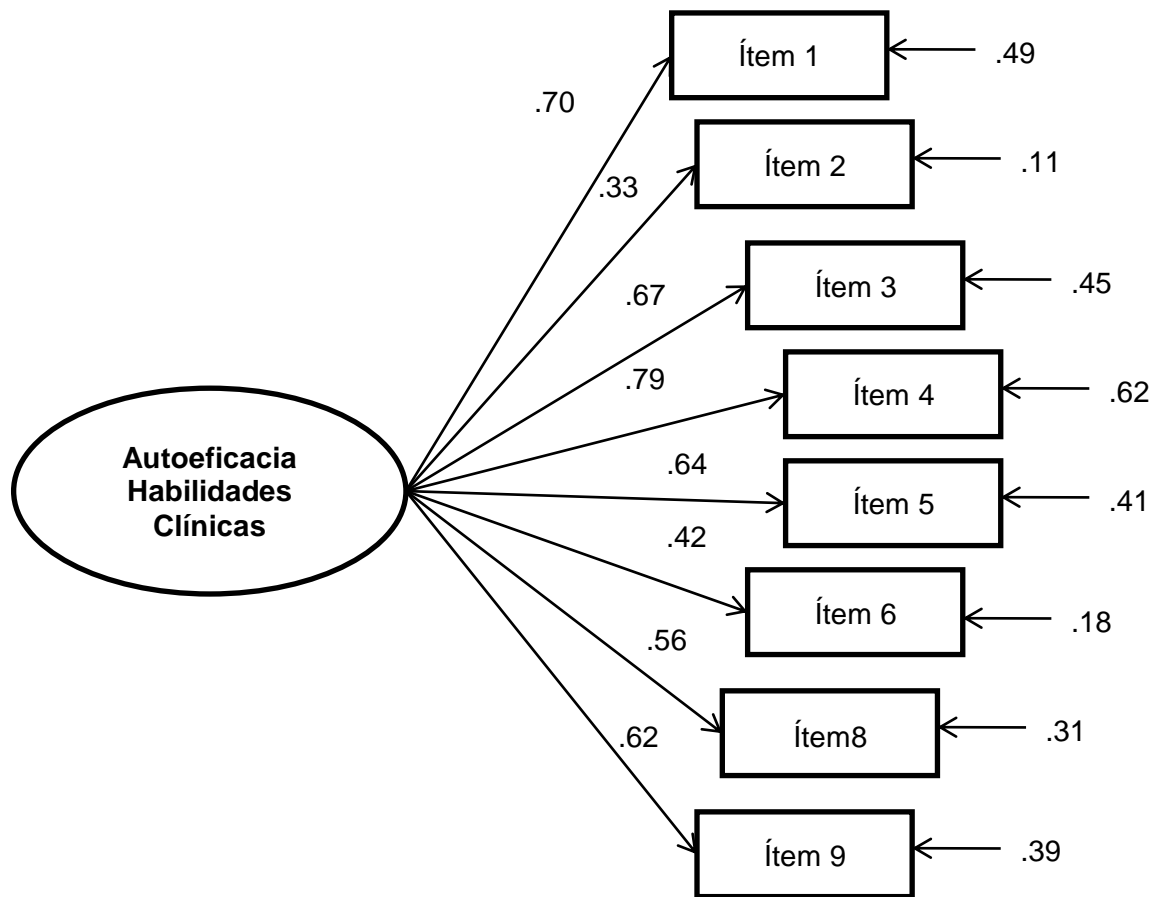 Ítem 1
.49
.70
Ítem 2
.11
.33
Ítem 3
.45
.67
Ítem 4
.62
.79
Autoeficacia
Habilidades
Clínicas
.64
Ítem 5
.41
.42
Ítem 6
.18
.56
Ítem8
.31
.62
Ítem 9
.39